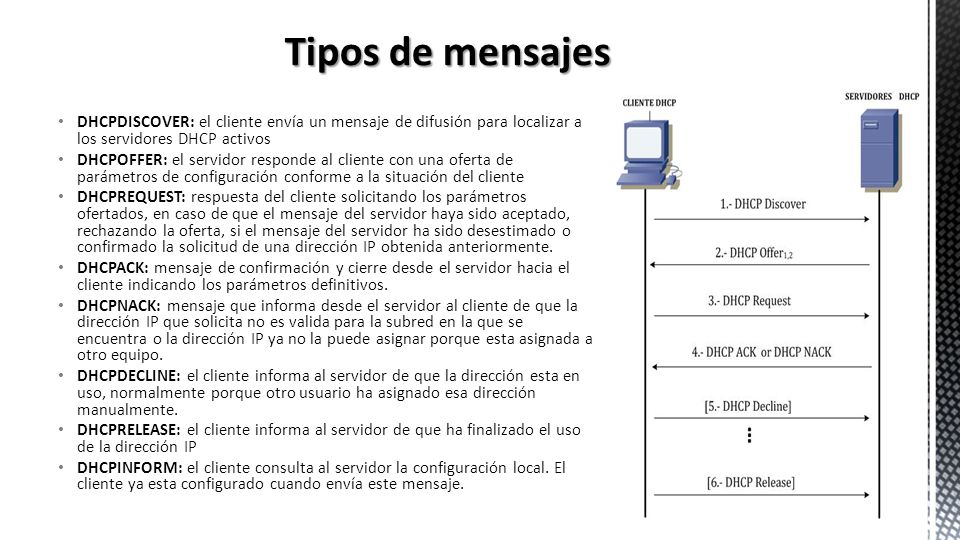 Tipos de mensajes
• DHCPDISCOVER: el cliente envía un mensaje de difusión para localizar a
los servidores DHCP activos
• DHCPOFFER: el servidor responde al cliente con una oferta de
parámetros de configuración conforme a la situación del cliente
• DHCPREQUEST: respuesta del cliente solicitando los parámetros
ofertados, en caso de que el mensaje del servidor haya sido aceptado,
rechazando la oferta, si el mensaje del servidor ha sido desestimado o
confirmado la solicitud de una dirección IP obtenida anteriormente.
• DHCPACK: mensaje de confirmación y cierre desde el servidor hacia el
cliente indicando los parámetros definitivos.
• DHCPNACK: mensaje que informa desde el servidor al cliente de que la
dirección IP que solicita no es valida para la subred en la que se
encuentra o la dirección IP ya no la puede asignar porque esta asignada a
otro equipo.
• DHCPDECLINE: el cliente informa al servidor de que la dirección esta en
uso, normalmente porque otro usuario ha asignado esa dirección
manualmente.
• DHCPRELEASE: el cliente informa al servidor de que ha finalizado el uso
de la dirección IP
• DHCPINFORM: el cliente consulta al servidor la configuración local. El
cliente ya esta configurado cuando envía este mensaje.
CLIENTE DHCP
SERVIDORES DHCP
1.- DHCP Discover
2.- DHCP Offer1,2
3.- DHCP Request
4.- DHCP ACK or DHCP NACK
[5.- DHCP Decline]
[6.- DHCP Release]